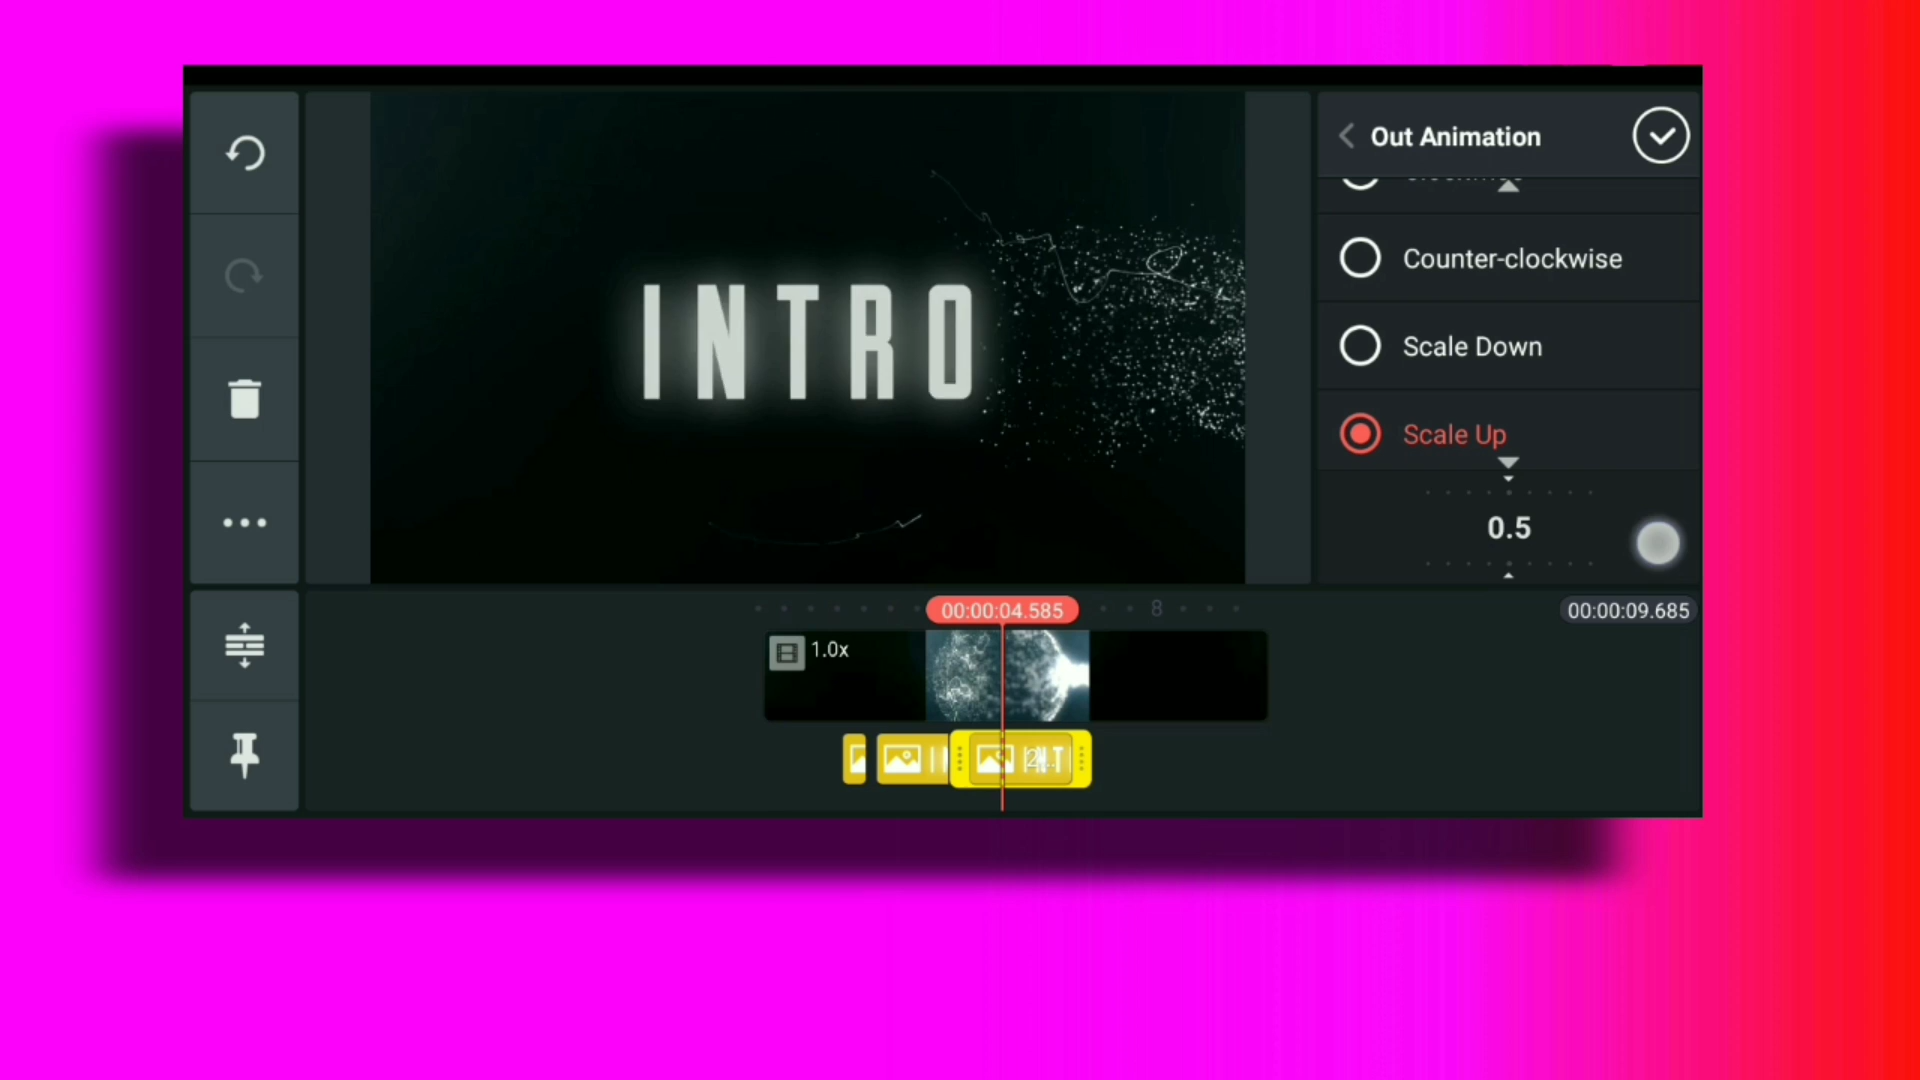 Out Animation
Counter-clockwise
INTRO
Scale Down
Scale Up
0.5
00:00:04.585
8
00:00:09.685
1.0x